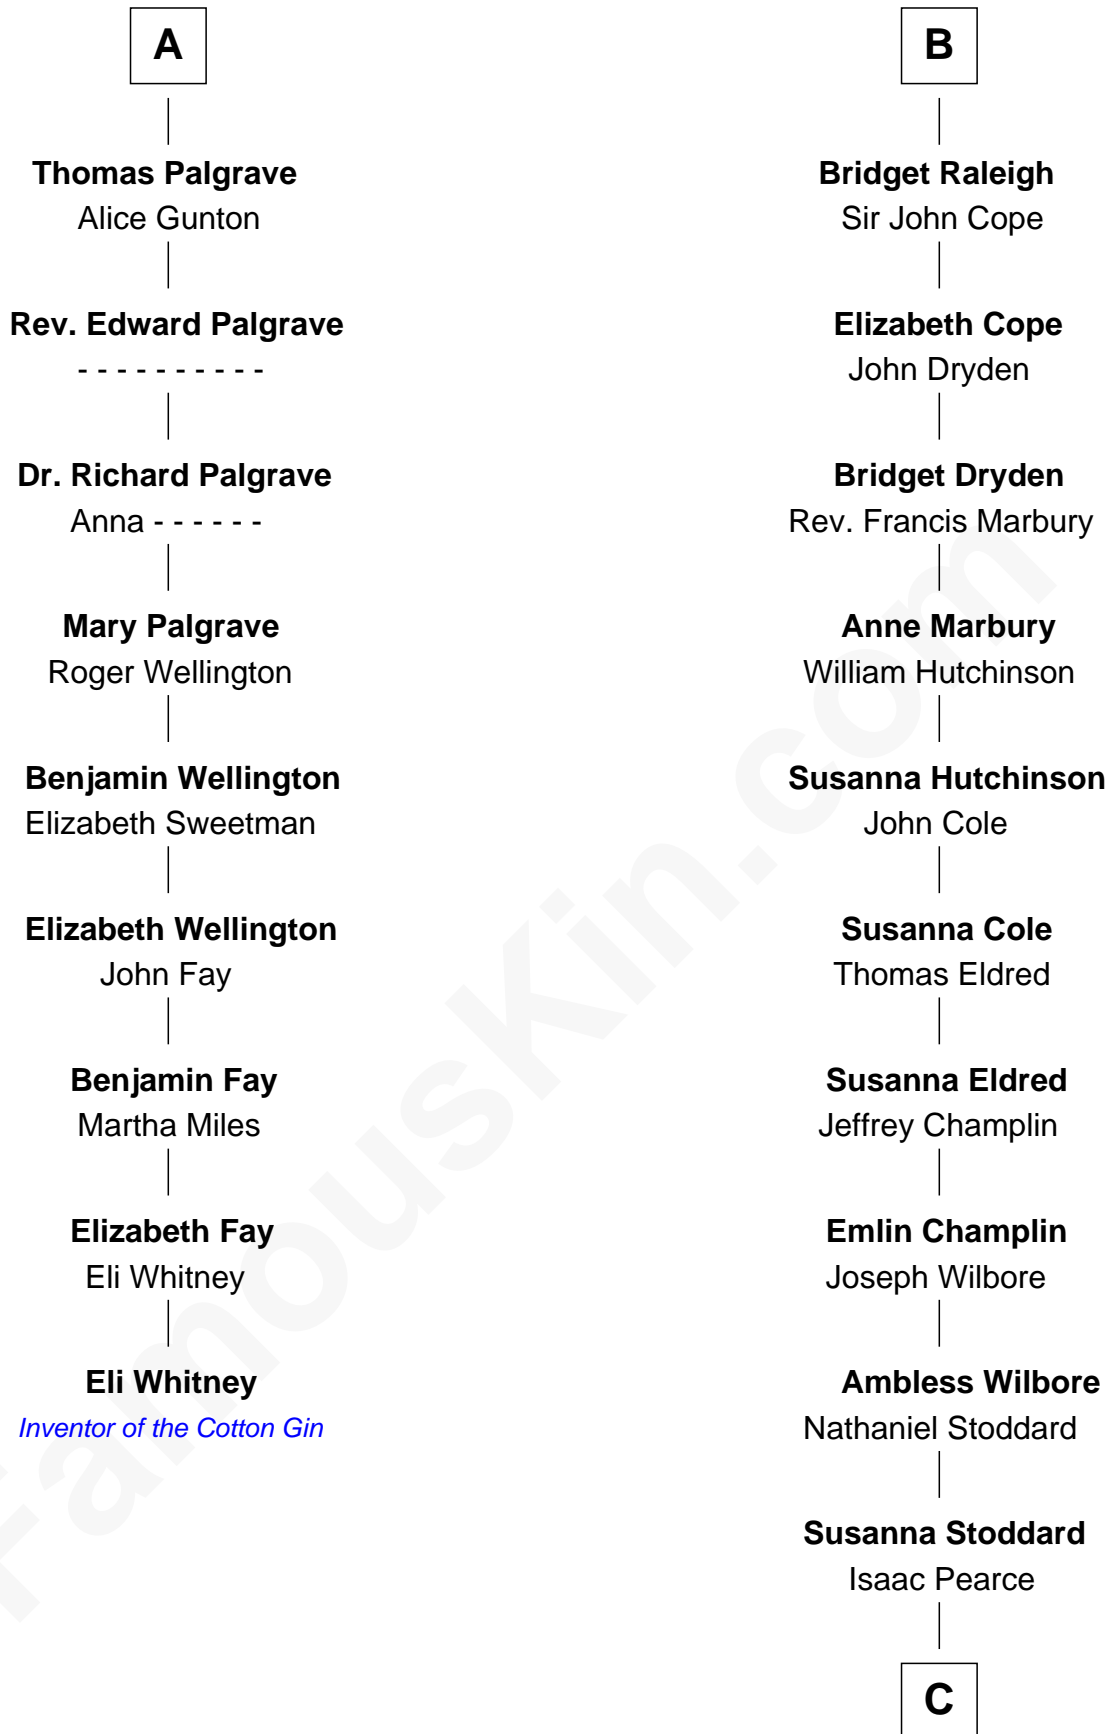 A
Thomas Palgrave
Alice Gunton
Rev. Edward Palgrave
- - - - - - - - - -
Dr. Richard Palgrave
Anna - - - - - -
Mary Palgrave
Roger Wellington
Benjamin Wellington
Elizabeth Sweetman
Elizabeth Wellington
John Fay
Benjamin Fay
Martha Miles
Elizabeth Fay
Eli Whitney
Eli Whitney
Inventor of the Cotton Gin
B
Bridget Raleigh
Sir John Cope
Elizabeth Cope
John Dryden
Bridget Dryden
Rev. Francis Marbury
Anne Marbury
William Hutchinson
Susanna Hutchinson
John Cole
Susanna Cole
Thomas Eldred
Susanna Eldred
Jeffrey Champlin
Emlin Champlin
Joseph Wilbore
Ambless Wilbore
Nathaniel Stoddard
Susanna Stoddard
Isaac Pearce
C
FamousKin.com